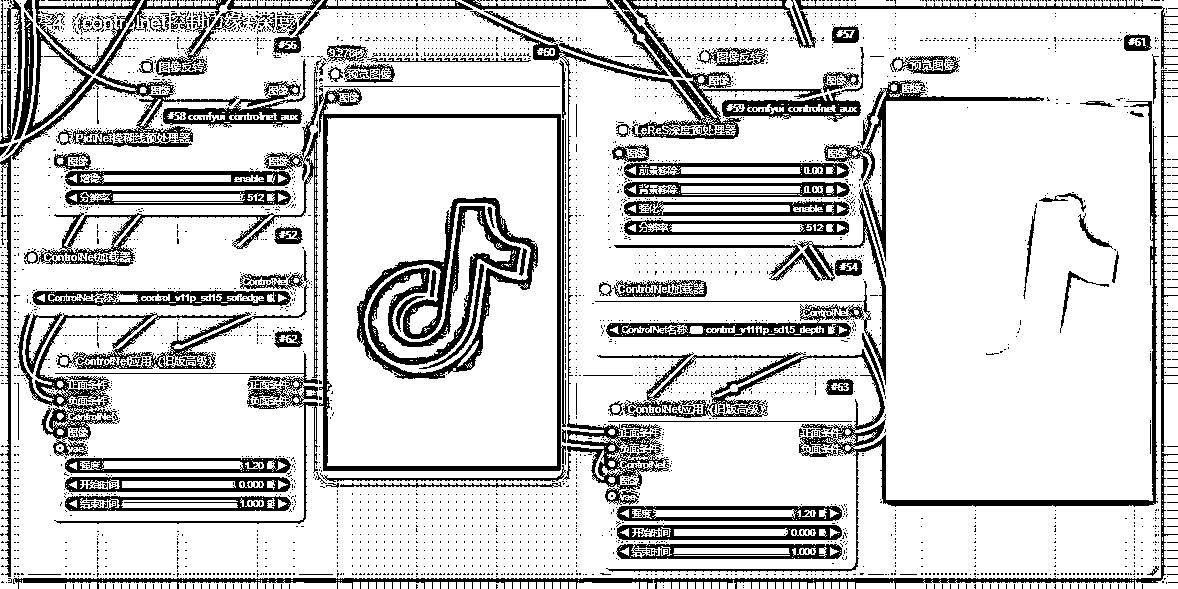 #56
图像反转
图像
图像
#58 comfyui controlnet aux
PidiNet模糊线预处理器
图像
图像
enable
分辨率
512
#52
ControlNet加载器
ControlNet
ControlNet名称
control_v11p_sd15_softedge
#62
ControlNet应用（旧版高级）
正面条件
负面条件
ControlNet
图像
正面条件
负面条件
强度
1.20
开始时间
0.000
结束时间
1.000
#60
预览图像
图像
#57
图像反转
图像
图像
#59 comfyui controlnet aux
LeReS深度预处理器
图像
图像
前景移除
0.00
背景移除
0.00
enable
分辨率
512
#54
ControlNet加载器
ControlNet
ControlNet名称
control_v11f1p_sd15_depth
#63
ControlNet应用（旧版高级）
正面条件
负面条件
ControlNet
图像
正面条件
负面条件
强度
1.20
开始时间
0.000
结束时间
1.000
#61
预览图像
图像